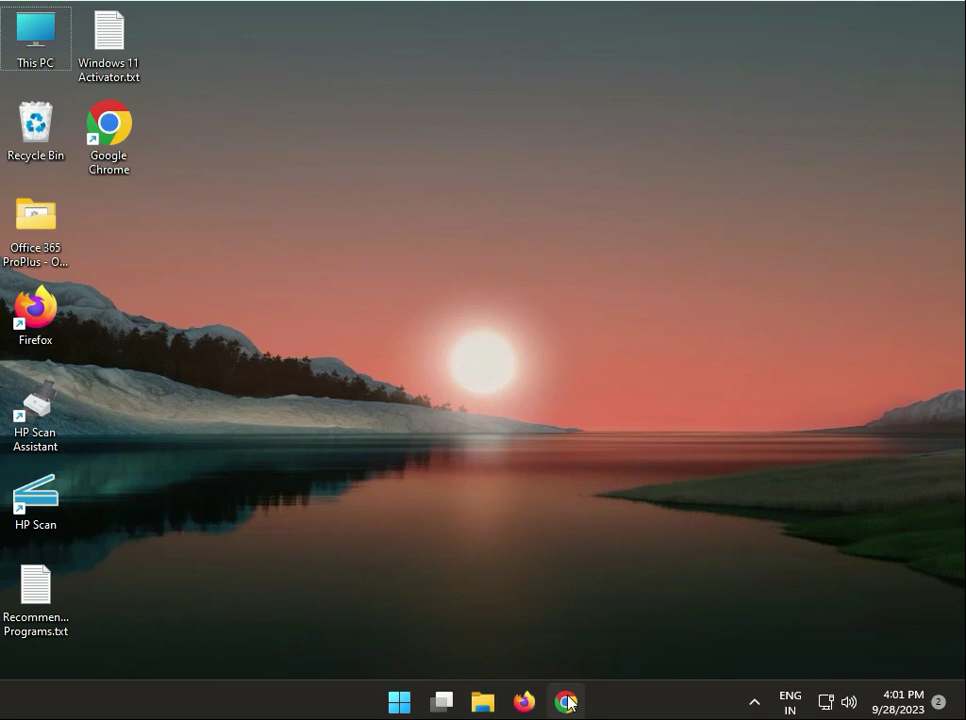 This PC
Windows 11
Activator.txt
Recycle Bin
Google
Chrome
Office 365
ProPlus - O...
Firefox
HP Scan
Assistant
HP Scan
Recommen...
Programs.txt
ENG
IN
4:01 PM
9/28/2023
2